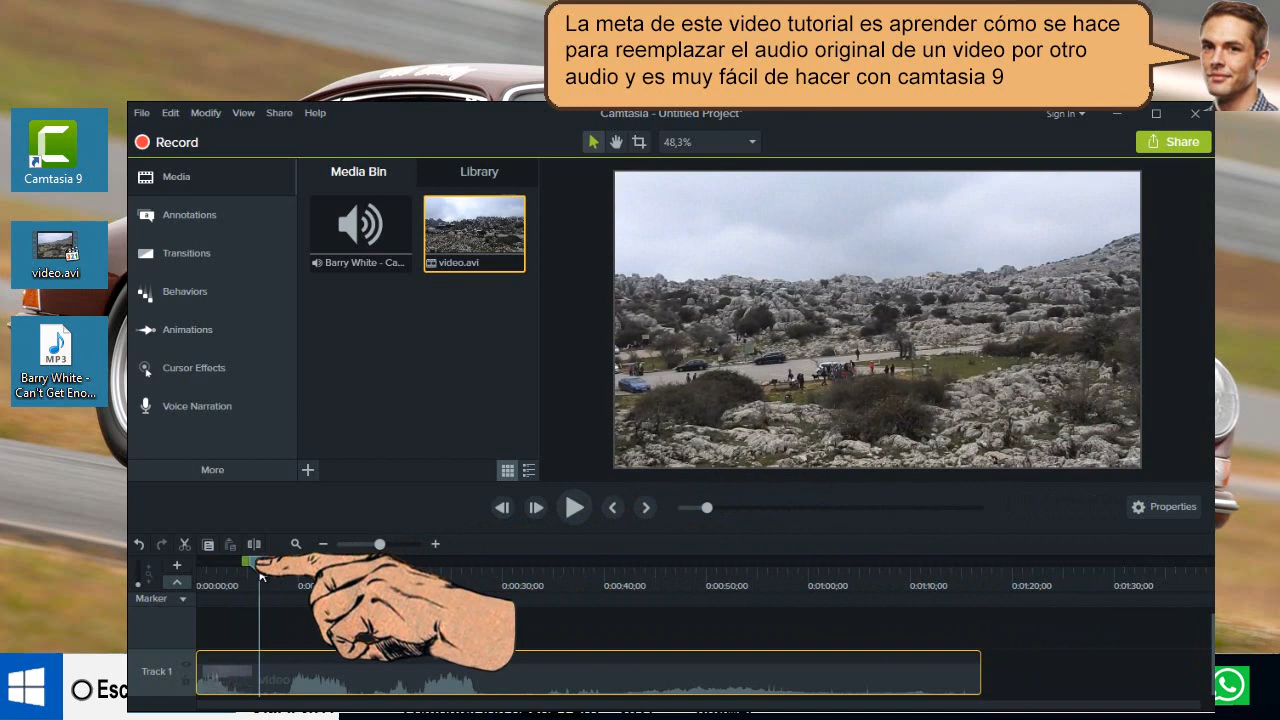 La meta de este video tutorial es aprender cómo se hace
para reemplazar el audio original de un video por otro
audio y es muy fácil de hacer con camtasia 9
File Edit Modify View Share Help
Camtasia - Untitled Project*
Sign In
Record
48,3%
Share
Camtasia 9
video.avi
MP3
Barry White -
Can't Get Eno...
Media
Annotations
Transitions
Behaviors
Animations
Cursor Effects
Voice Narration
More
Media Bin
Library
Barry White - Ca...
video.avi
Properties
0:00:00;00
0:00:30;00
0:00:40;00
0:00:50;00
0:01:00;00
0:01:10;00
0:01:20;00
0:01:30;00
Marker
Track 1
video
Esc